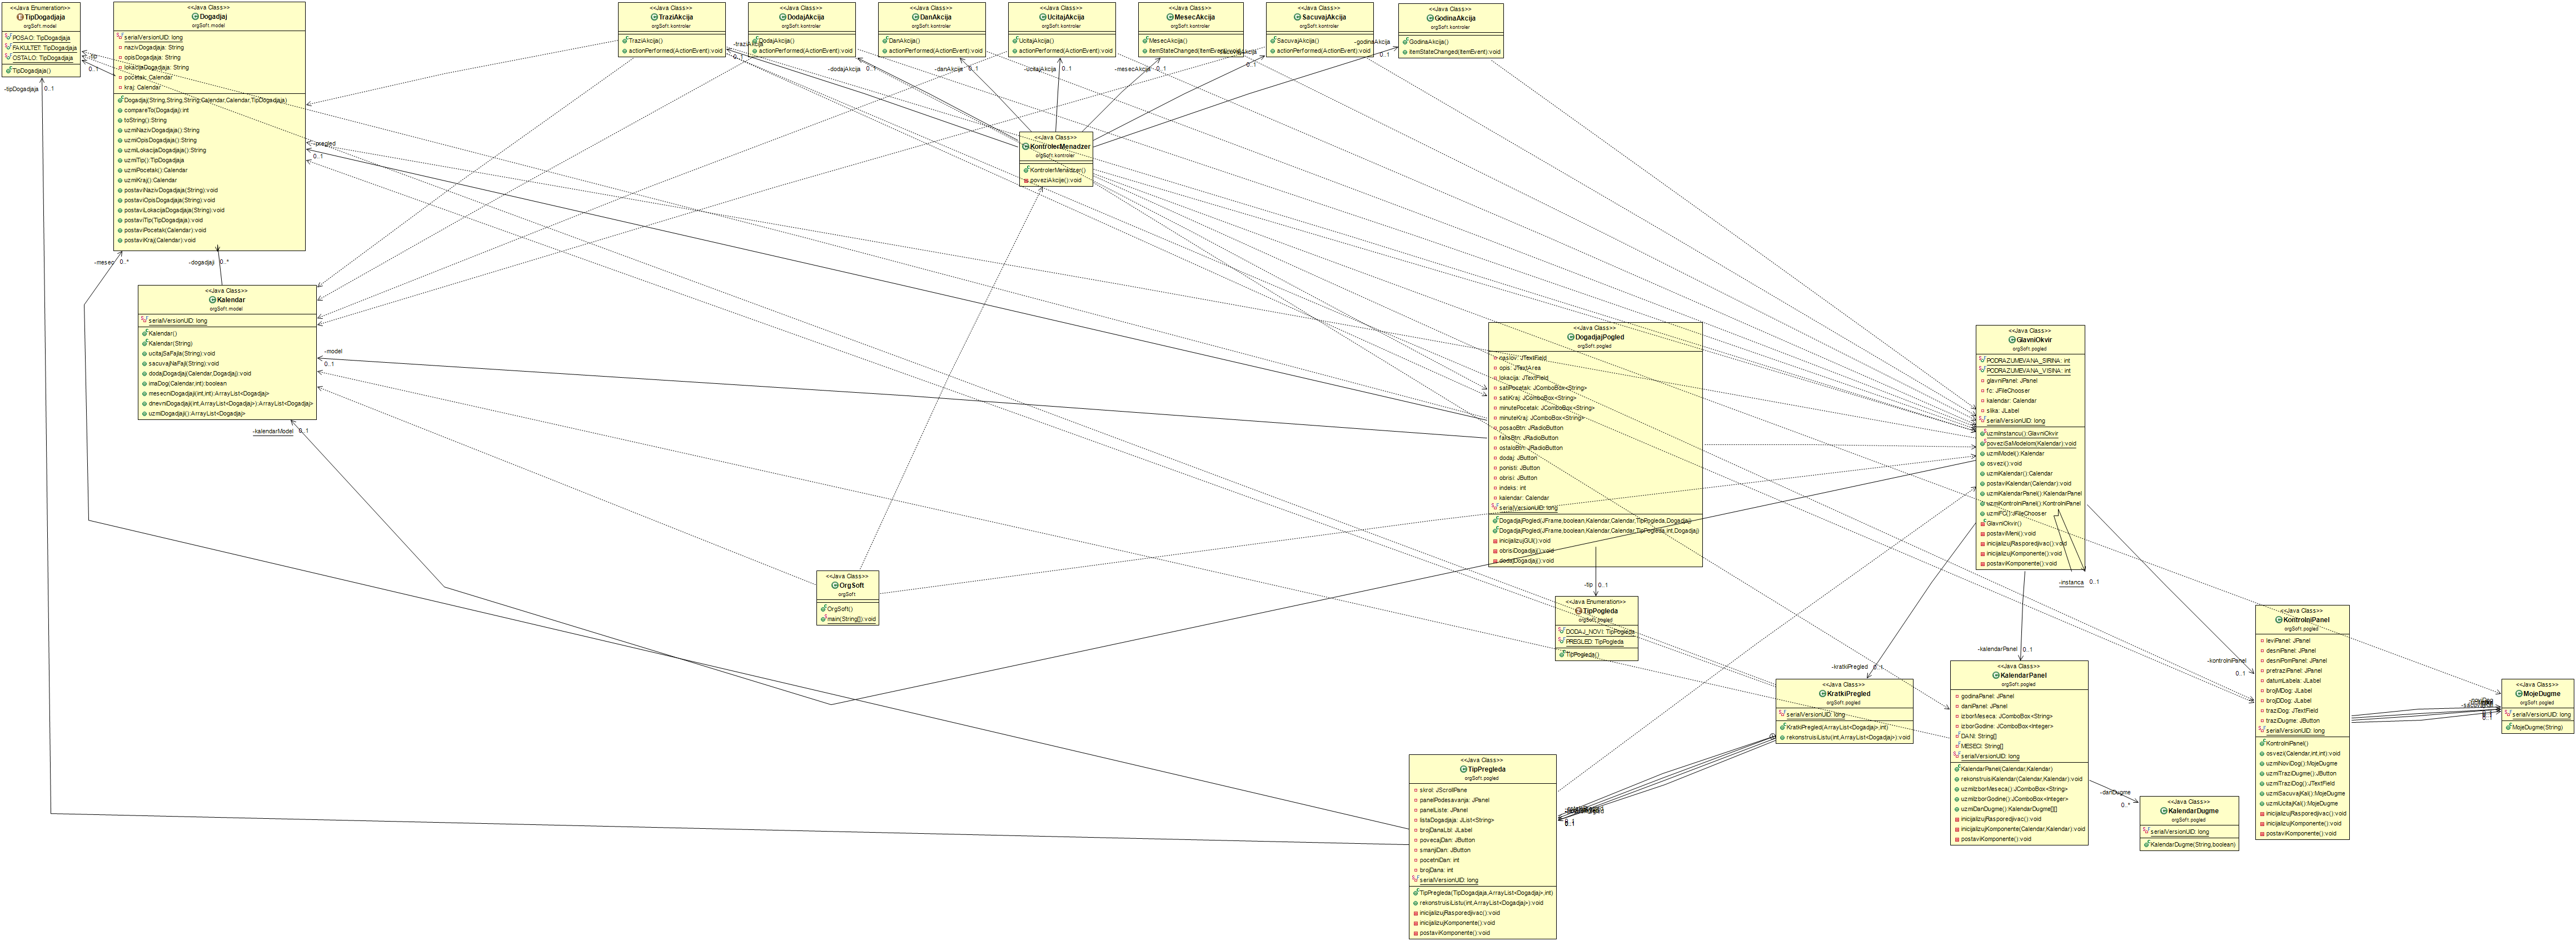 <<Java Enumeration>>
TipDogadjaja
orgSoft.model
POSAO: TipDogadjaja
FAKULTET: TipDogadjaja
OSTALO: TipDogadjaja
TipDogadjaja()
<<Java Class>>
Dogadjaj
orgSoft.model
serialVersionUID: long
nazivDogadjaja: String
opisDogadjaja: String
lokacijaDogadjaja: String
pocetak: Calendar
kraj: Calendar
Dogadjaj(String,String,String,Calendar,Calendar,TipDogadjaja)
compareTo(Dogadjaj):int
toString():String
uzmiNazivDogadjaja():String
uzmiOpisDogadjaja():String
uzmiLokacijaDogadjaja():String
uzmiTip():TipDogadjaja
uzmiPocetak():Calendar
uzmiKraj():Calendar
postaviNazivDogadjaja(String):void
postaviOpisDogadjaja(String):void
postaviLokacijaDogadjaja(String):void
postaviTip(TipDogadjaja):void
postaviPocetak(Calendar):void
postaviKraj(Calendar):void
-tip
0..1
-tipDogadjaja 0..1
-mesec 0..*
-dogadjaji 0..*
-pregled
0..1
<<Java Class>>
TraziAkcija
orgSoft.kontroler
TraziAkcija()
actionPerformed(ActionEvent):void
<<Java Class>>
DodajAkcija
orgSoft.kontroler
DodajAkcija()
actionPerformed(ActionEvent):void
<<Java Class>>
DanAkcija
orgSoft.kontroler
DanAkcija()
actionPerformed(ActionEvent):void
<<Java Class>>
UcitajAkcija
orgSoft.kontroler
UcitajAkcija()
actionPerformed(ActionEvent):void
<<Java Class>>
MesecAkcija
orgSoft.kontroler
MesecAkcija()
itemStateChanged(ItemEvent):void
<<Java Class>>
SacuvajAkcija
orgSoft.kontroler
SacuvajAkcija()
actionPerformed(ActionEvent):void
<<Java Class>>
GodinaAkcija
orgSoft.kontroler
GodinaAkcija()
itemStateChanged(ItemEvent):void
-traziAkcija
-dodajAkcija 0..1
-danAkcija 0..1
-ucitajAkcija 0..1
-mesecAkcija 0..1
0..1
-godinaAkcija
0..1
<<Java Class>>
KontrolerMenadzer
orgSoft.kontroler
KontrolerMenadzer()
poveziAkcije():void
<<Java Class>>
Kalendar
orgSoft.model
serialVersionUID: long
Kalendar()
Kalendar(String)
ucitajSaFajla(String):void
sacuvajNaFajl(String):void
dodajDogadjaj(Calendar,Dogadjaj):void
imaDog(Calendar,int):boolean
mesecniDogadjaji(int,int):ArrayList<Dogadjaj>
dnevniDogadjaji(int,ArrayList<Dogadjaj>):ArrayList<Dogadjaj>
uzmiDogadjaji():ArrayList<Dogadjaj>
-model
0..1
-kalendarModel 0..1
<<Java Class>>
DogadjajPogled
orgSoft.pogled
naslov: JTextField
opis: JTextArea
lokacija: JTextField
satiPocetak: JComboBox<String>
satiKraj: JComboBox<String>
minutePocetak: JComboBox<String>
minuteKraj: JComboBox<String>
posaoBtn: JRadioButton
faksBtn: JRadioButton
ostaloBtn: JRadioButton
dodaj: JButton
ponisti: JButton
obrisi: JButton
indeks: int
kalendar: Calendar
serialVersionUID: long
DogadjajPogled(JFrame,boolean,Kalendar,Calendar,TipPogleda,Dogadjaj)
DogadjajPogled(JFrame,boolean,Kalendar,Calendar,TipPogleda,int,Dogadjaj)
inicijalizujGUI():void
obrisiDogadjaj():void
dodajDogadjaj():void
-tip 0..1
<<Java Enumeration>>
TipPogleda
orgSoft.pogled
DODAJ_NOVI: TipPogleda
PREGLED: TipPogleda
TipPogleda()
<<Java Class>>
OrgSoft
orgSoft
OrgSoft()
main(String[]):void
<<Java Class>>
GlavniOkvir
orgSoft.pogled
PODRAZUMEVANA_SIRINA: int
PODRAZUMEVANA_VISINA: int
glavniPanel: JPanel
fc: JFileChooser
kalendar: Calendar
slika: JLabel
serialVersionUID: long
uzmiInstancu():GlavniOkvir
poveziSaModelom(Kalendar):void
uzmiModel():Kalendar
osvezi():void
uzmiKalendar():Calendar
postaviKalendar(Calendar):void
uzmiKalendarPanel():KalendarPanel
uzmiKontrolniPanel():KontrolniPanel
uzmiFC():JFileChooser
GlavniOkvir()
postaviMeni():void
inicijalizujRasporedjivac():void
inicijalizujKomponente():void
postaviKomponente():void
-instanca 0..1
-kalendarPanel 0..1
-kratkiPregled 0..1
-kontrolniPanel
0..1
<<Java Class>>
KratkiPregled
orgSoft.pogled
serialVersionUID: long
KratkiPregled(ArrayList<Dogadjaj>,int)
rekonstruisiListu(int,ArrayList<Dogadjaj>):void
<<Java Class>>
KalendarPanel
orgSoft.pogled
godinaPanel: JPanel
daniPanel: JPanel
izborMeseca: JComboBox<String>
izborGodine: JComboBox<Integer>
DANI: String[]
MESECI: String[]
serialVersionUID: long
KalendarPanel(Calendar,Kalendar)
rekonstruisiKalendar(Calendar,Kalendar):void
uzmiIzborMeseca():JComboBox<String>
uzmiIzborGodine():JComboBox<Integer>
uzmiDanDugme():KalendarDugme[][]
inicijalizujRasporedjivac():void
inicijalizujKomponente(Calendar,Kalendar):void
postaviKomponente():void
-danDugme
0..*
<<Java Class>>
KalendarDugme
orgSoft.pogled
serialVersionUID: long
KalendarDugme(String,boolean)
<<Java Class>>
KontrolniPanel
orgSoft.pogled
leviPanel: JPanel
desniPanel: JPanel
desniPomPanel: JPanel
pretraziPanel: JPanel
datumLabela: JLabel
brojMDog: JLabel
brojDDog: JLabel
traziDog: JTextField
traziDugme: JButton
serialVersionUID: long
KontrolniPanel()
osvezi(Calendar,int,int):void
uzmiNoviDog():MojeDugme
uzmiTraziDugme():JButton
uzmiTraziDog():JTextField
uzmiSacuvajKal():MojeDugme
uzmiUcitajKal():MojeDugme
inicijalizujRasporedjivac():void
inicijalizujKomponente():void
postaviKomponente():void
<<Java Class>>
MojeDugme
orgSoft.pogled
serialVersionUID: long
MojeDugme(String)
<<Java Class>>
TipPregleda
orgSoft.pogled
skrol: JScrollPane
panelPodesavanja: JPanel
panelListe: JPanel
listaDogadjaja: JList<String>
brojDanaLbl: JLabel
povecajDan: JButton
smanjiDan: JButton
pocetniDan: int
brojDana: int
serialVersionUID: long
TipPregleda(TipDogadjaja,ArrayList<Dogadjaj>,int)
rekonstruisiListu(int,ArrayList<Dogadjaj>):void
inicijalizujRasporedjivac():void
inicijalizujKomponente():void
postaviKomponente():void
0..1